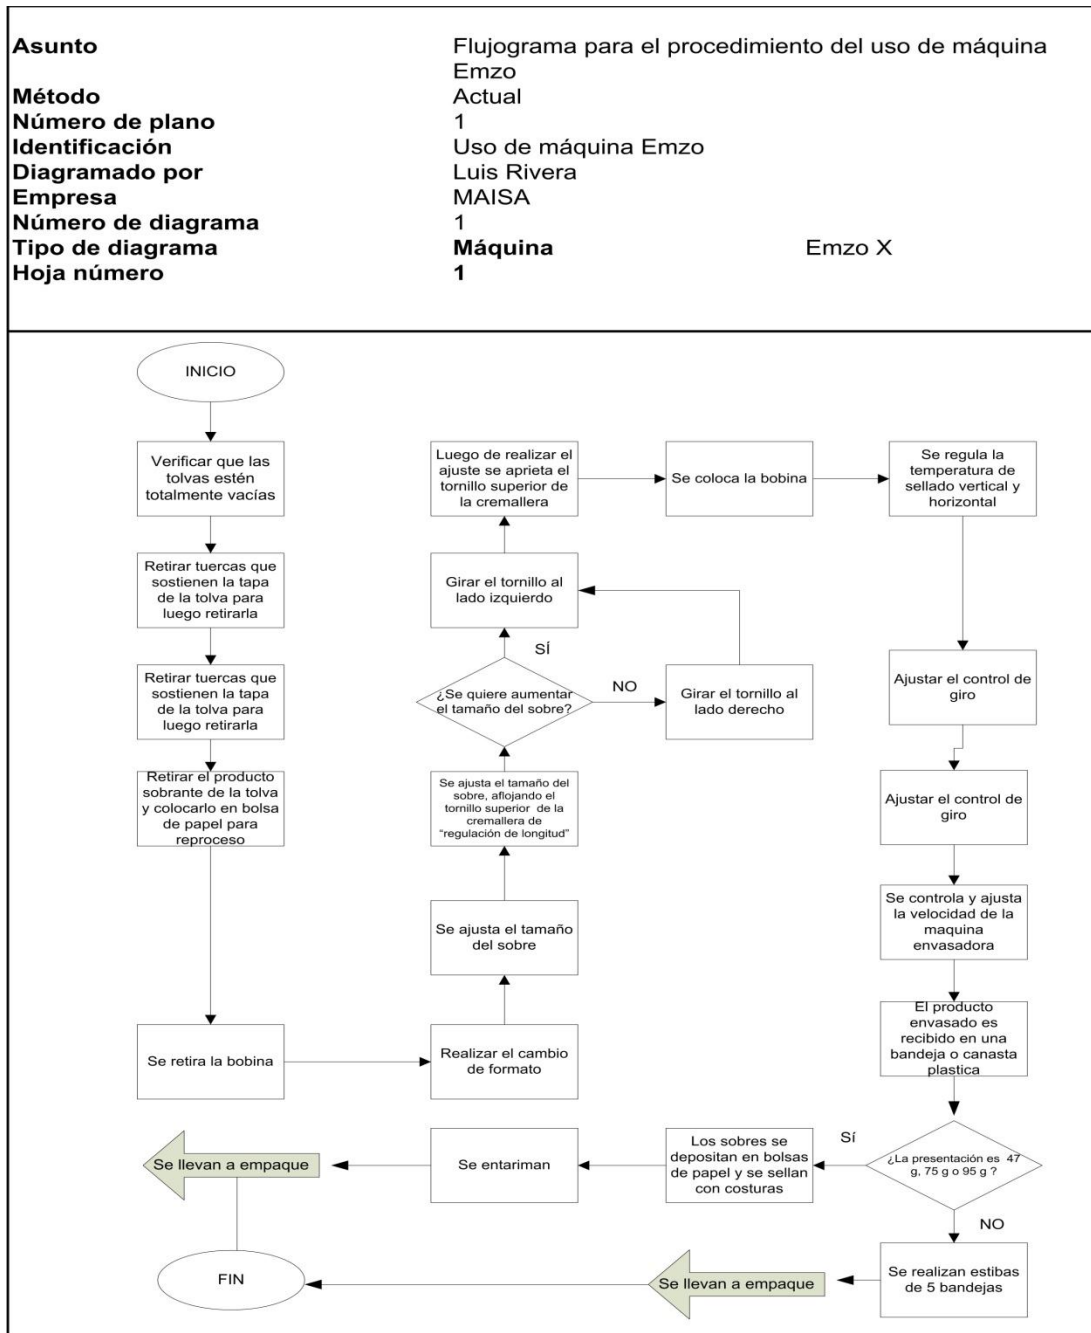 Asunto Flujograma para el procedimiento del uso de máquina
Emzo
Método Actual
Número de plano 1
Identificación Uso de máquina Emzo
Diagramado por Luis Rivera
Empresa MAISA
Número de diagrama 1
Tipo de diagrama Máquina Emzo X
Hoja número 1
INICIO
Verificar que las
tolvas estén
totalmente vacías
Retirar tuercas que
sostienen la tapa
de la tolva para
luego retirarla
Retirar tuercas que
sostienen la tapa
de la tolva para
luego retirarla
Retirar el producto
sobrante de la tolva
y colocarlo en bolsa
de papel para
reproceso
Se retira la bobina
Realizar el cambio
de formato
Se ajusta el tamaño
del sobre
Se ajusta el tamaño del
sobre, aflojando el
tornillo superior de la
cremallera de
“regulación de longitud”
¿Se quiere aumentar
el tamaño del sobre?
SÍ
NO
Girar el tornillo al
lado derecho
Girar el tornillo al
lado izquierdo
Luego de realizar el
ajuste se aprieta el
tornillo superior de
la cremallera
Se coloca la bobina
Se regula la
temperatura de
sellado vertical y
horizontal
Ajustar el control de
giro
Ajustar el control de
giro
Se controla y ajusta
la velocidad de la
maquina
envasadora
El producto
envasado es
recibido en una
bandeja o canasta
plastica
¿La presentación es 47
g, 75 g o 95 g ?
Sí
Los sobres se
depositan en bolsas
de papel y se sellan
con costuras
Se entariman
Se llevan a empaque
NO
Se realizan estibas
de 5 bandejas
Se llevan a empaque
FIN